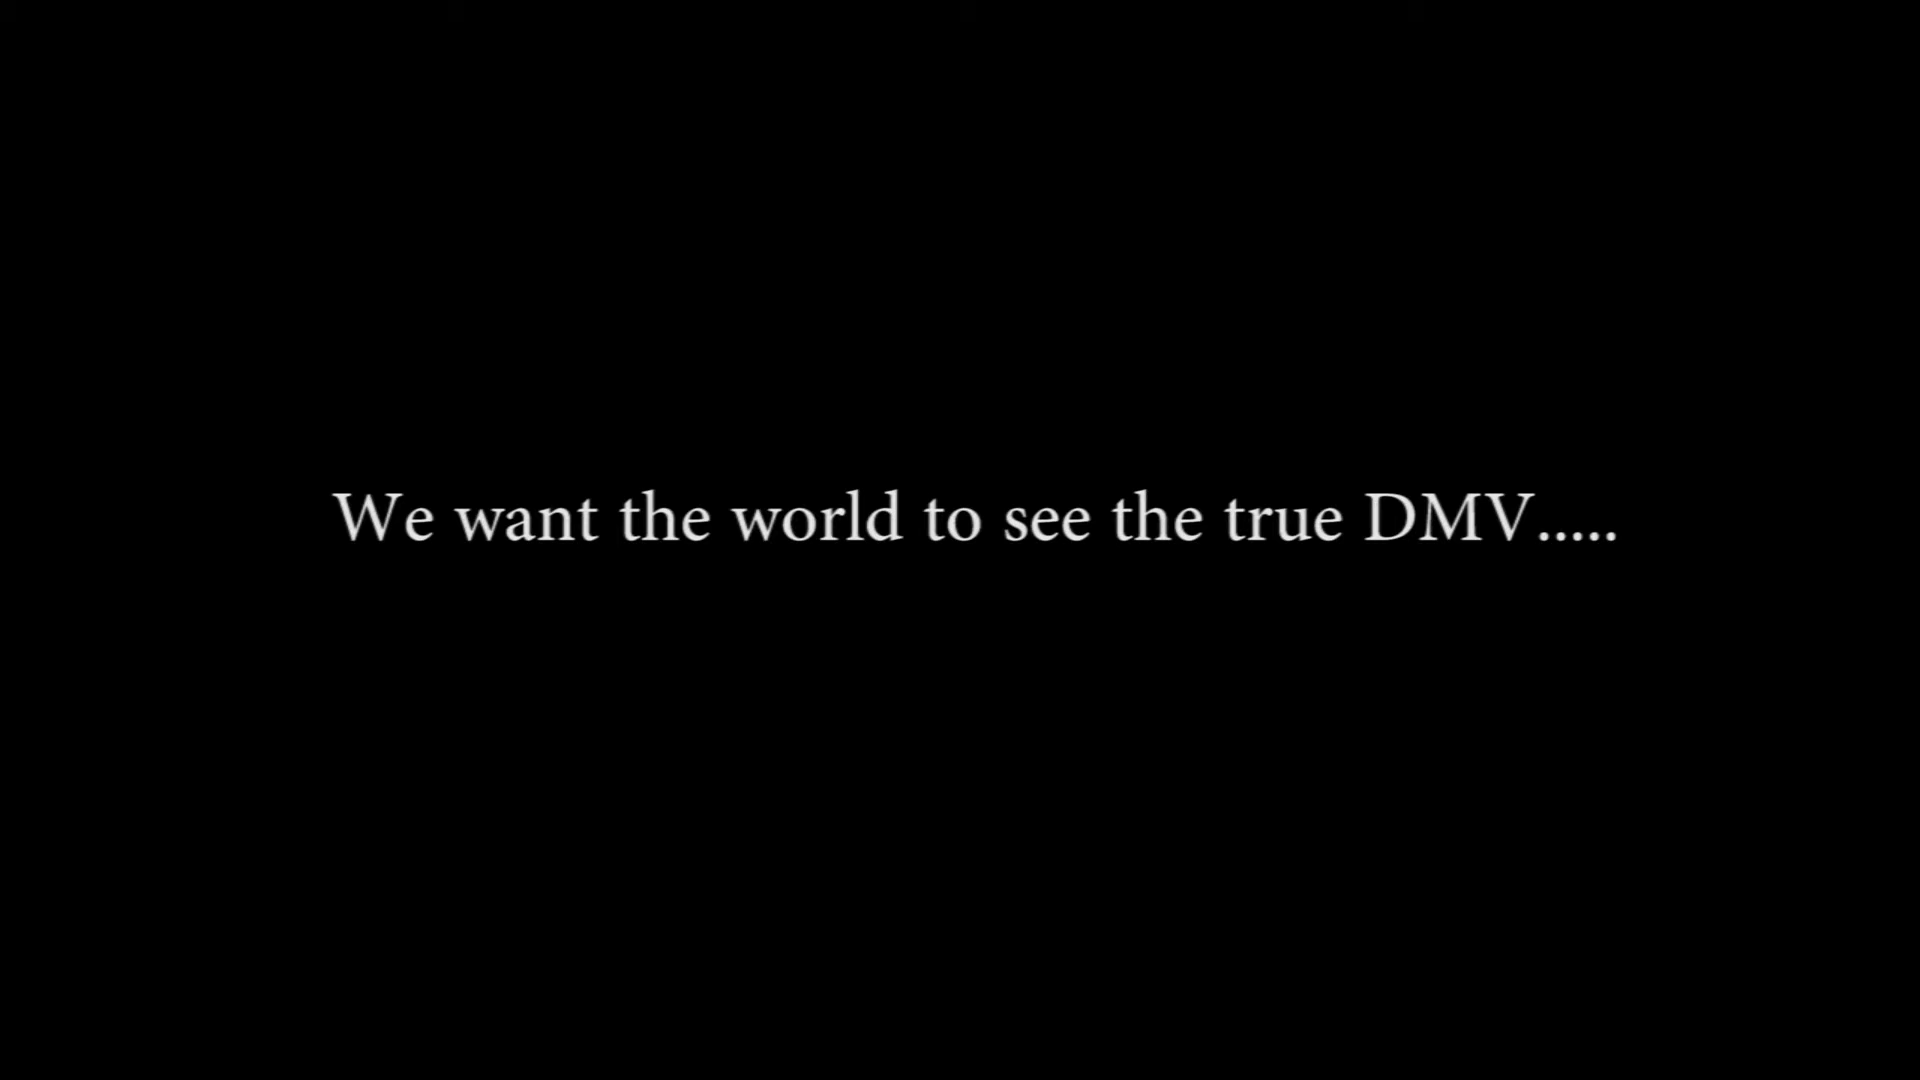 We want the world to see the true DMV.....